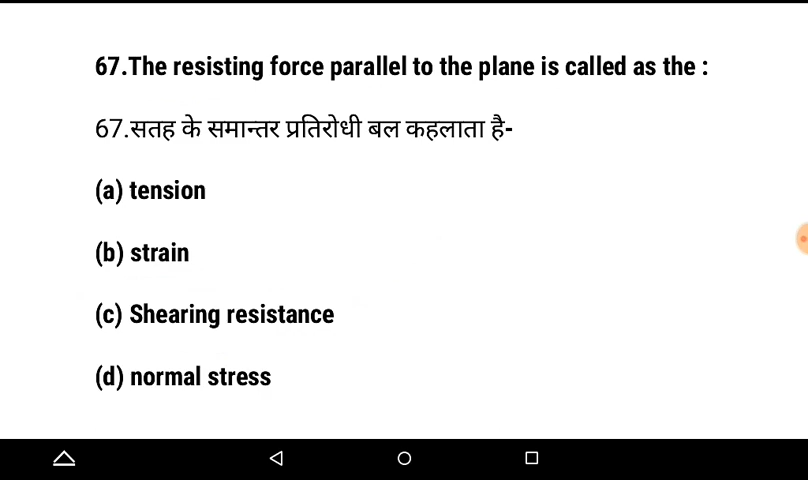 67.The resisting force parallel to the plane is called as the :
67.सतह के समान्तर प्रतिरोधी बल कहलाता है-
(a) tension
(b) strain
(c) Shearing resistance
(d) normal stress